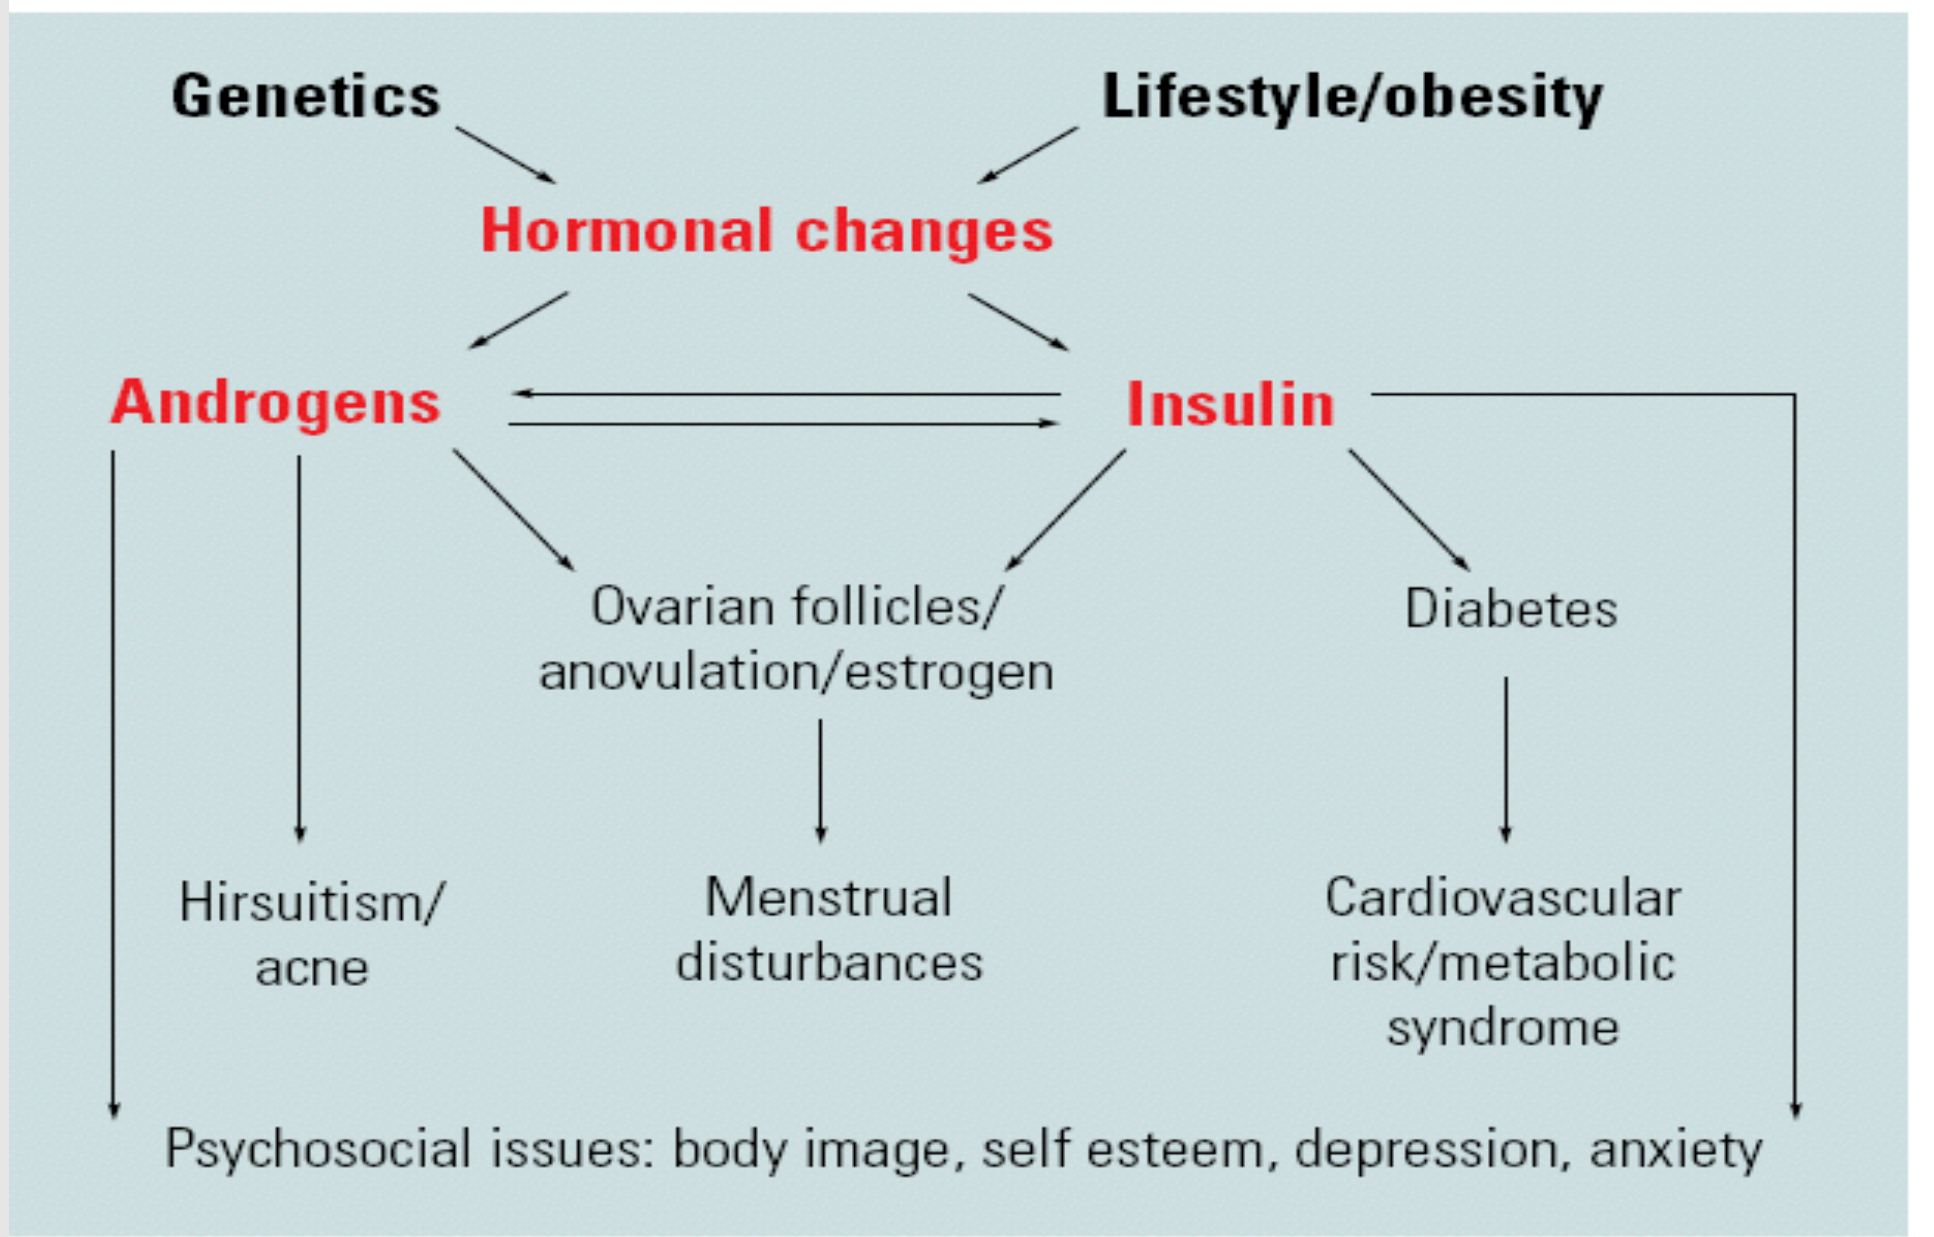 Genetics
Lifestyle/obesity
Hormonal changes
Androgens
Insulin
Ovarian follicles/
anovulation/estrogen
Diabetes
Hirsuitism/
acne
Menstrual
disturbances
Cardiovascular
risk/metabolic
syndrome
Psychosocial issues: body image, self esteem, depression, anxiety